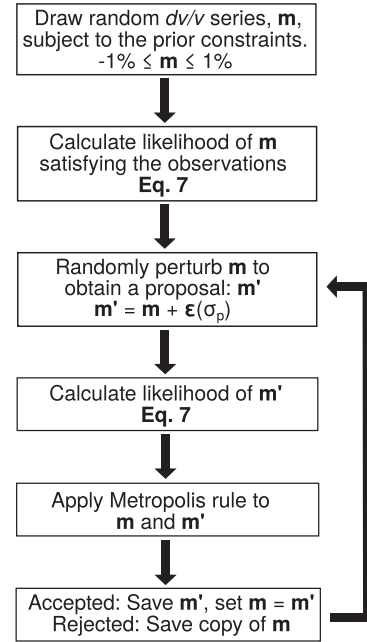 Draw random dv/v series, m,
subject to the prior constraints.
-1% ≤ m ≤ 1%
Calculate likelihood of m
satisfying the observations
Eq. 7
Randomly perturb m to
obtain a proposal: m'
m' = m + ε(σp)
Calculate likelihood of m'
Eq. 7
Apply Metropolis rule to
m and m'
Accepted: Save m', set m = m'
Rejected: Save copy of m